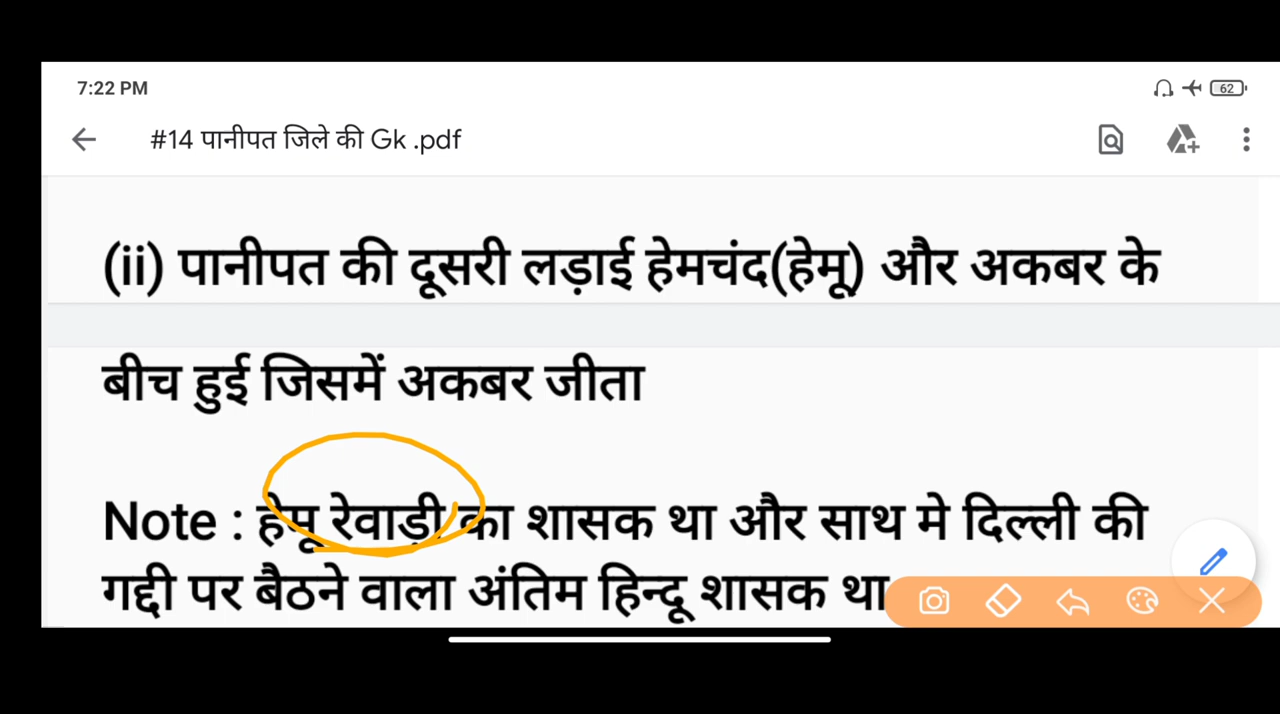 7:22 PM
62
#14 पानीपत जिले की Gk .pdf
(ii) पानीपत की दूसरी लड़ाई हेमचंद(हेमू) और अकबर के
बीच हुई जिसमें अकबर जीता
Note : हेमू रेवाड़ी का शासक था और साथ मे दिल्ली की
गद्दी पर बैठने वाला अंतिम हिन्दू शासक था